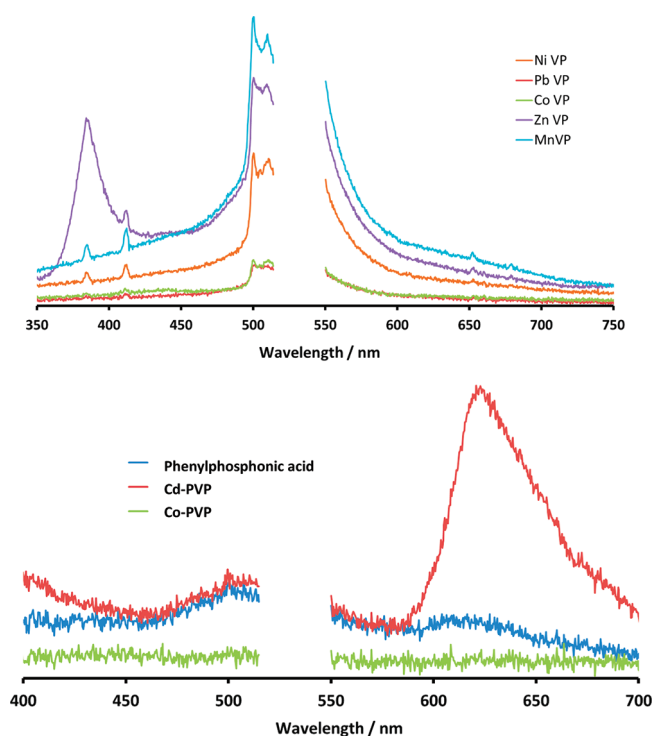 Ni VP
Pb VP
Co VP
Zn VP
MnVP
350 400 450 500 550 600 650 700 750
Wavelength / nm
Phenylphosphonic acid
Cd-PVP
Co-PVP
400 450 500 550 600 650 700
Wavelength / nm